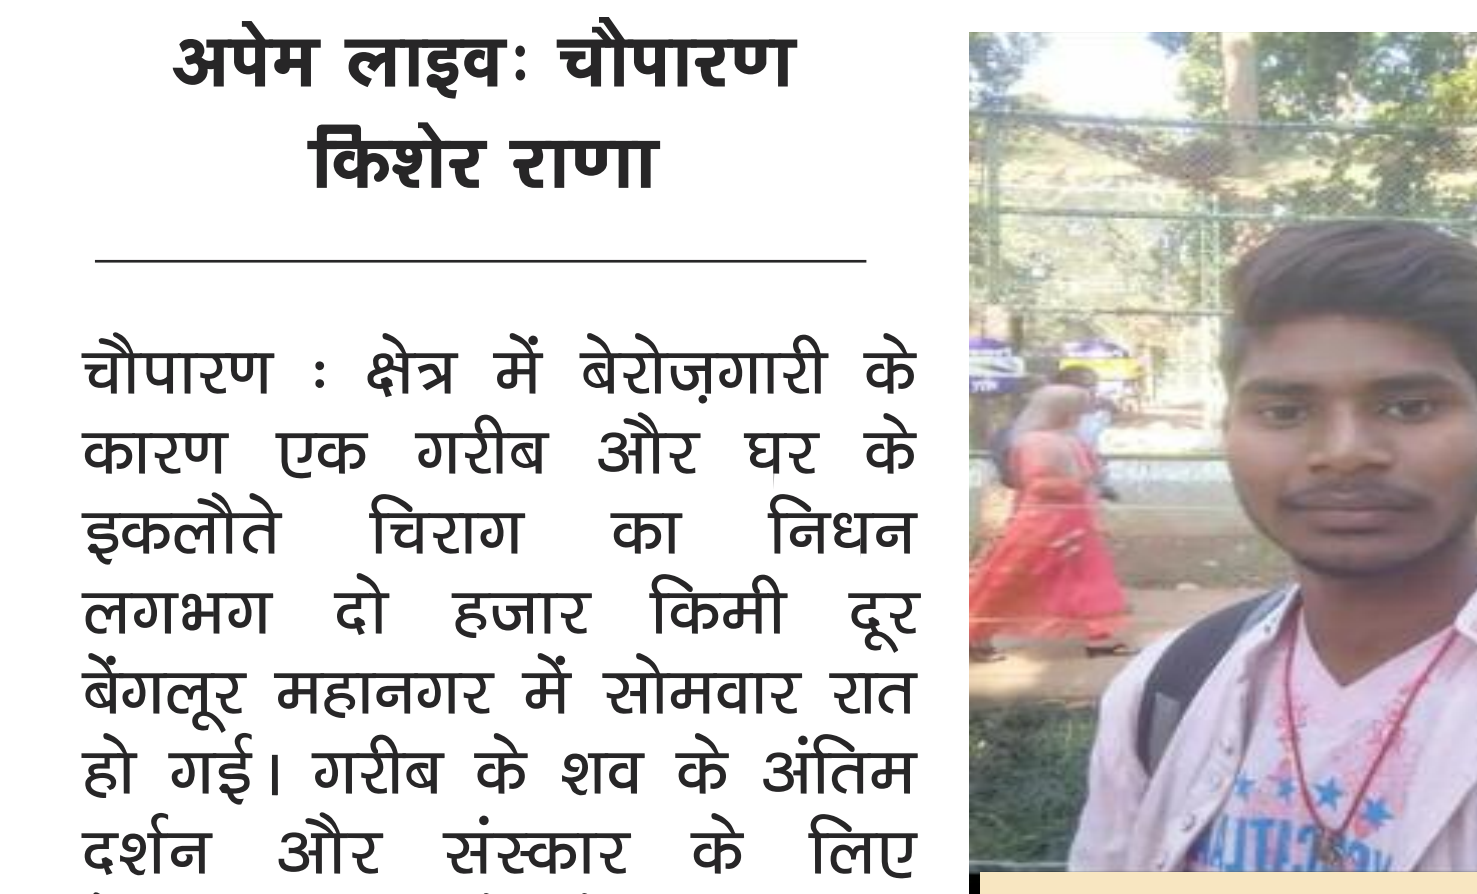 अपेम लाइवः चौपारण
किशेर राणा
चौपारण : क्षेत्र में बेरोज़गारी के
कारण एक गरीब और घर के
इकलौते चिराग का निधन
लगभग दो हजार किमी दूर
बेंगलूर महानगर में सोमवार रात
हो गई। गरीब के शव के अंतिम
दर्शन और संस्कार के लिए